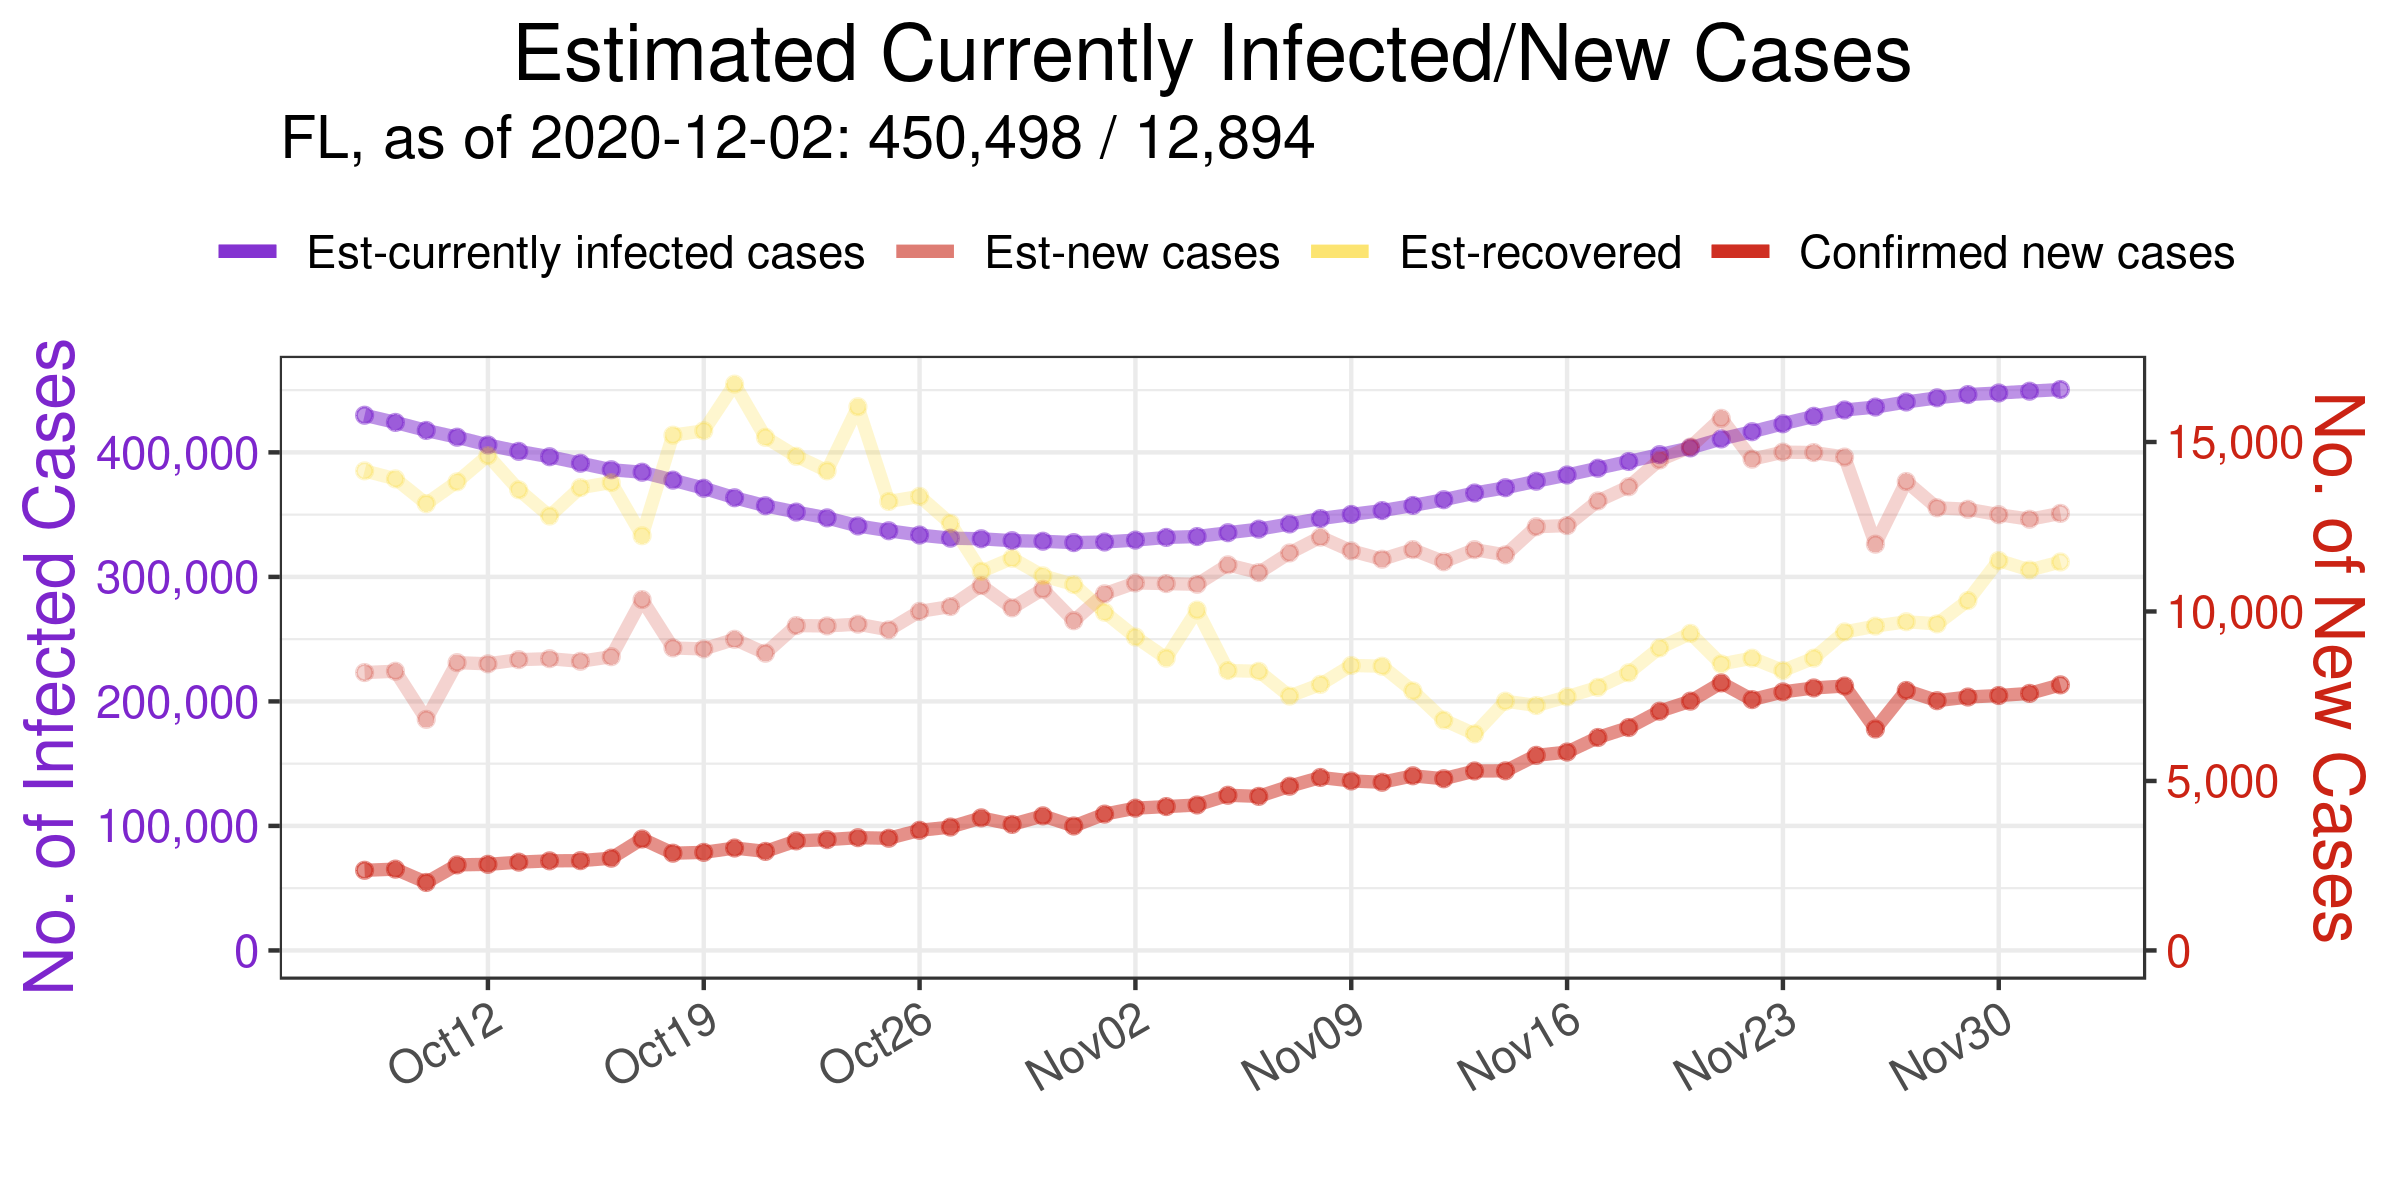 Estimated Currently Infected/New Cases
FL, as of 2020-12-02: 450,498 / 12,894
Est-currently infected cases Est-new cases Est-recovered Confirmed new cases
No. of Infected Cases
400,000
300,000
200,000
100,000
0
15,000
10,000
5,000
0
No. of New Cases
Oct12 Oct19 Oct26 Nov02 Nov09 Nov16 Nov23 Nov30